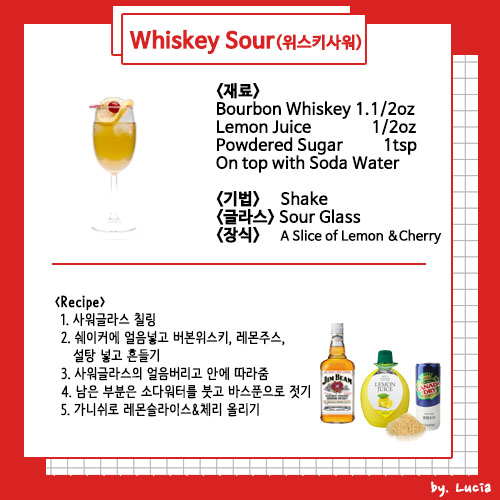 Whiskey Sour(위스키사워)
<재료>
Bourbon Whiskey 1.1/2oz
Lemon Juice 1/2oz
Powdered Sugar 1tsp
On top with Soda Water
<기법> Shake
<글라스> Sour Glass
<장식> A Slice of Lemon &Cherry
<Recipe>
1. 사워글라스 칠링
2. 쉐이커에 얼음넣고 버본위스키, 레몬주스,
설탕 넣고 흔들기
3. 사워글라스의 얼음버리고 안에 따라줌
4. 남은 부분은 소다워터를 붓고 바스푼으로 젓기
5. 가니쉬로 레몬슬라이스&체리 올리기
JIM BEAM
LEMON
JUICE
CANADA
DRY
by. Lucia